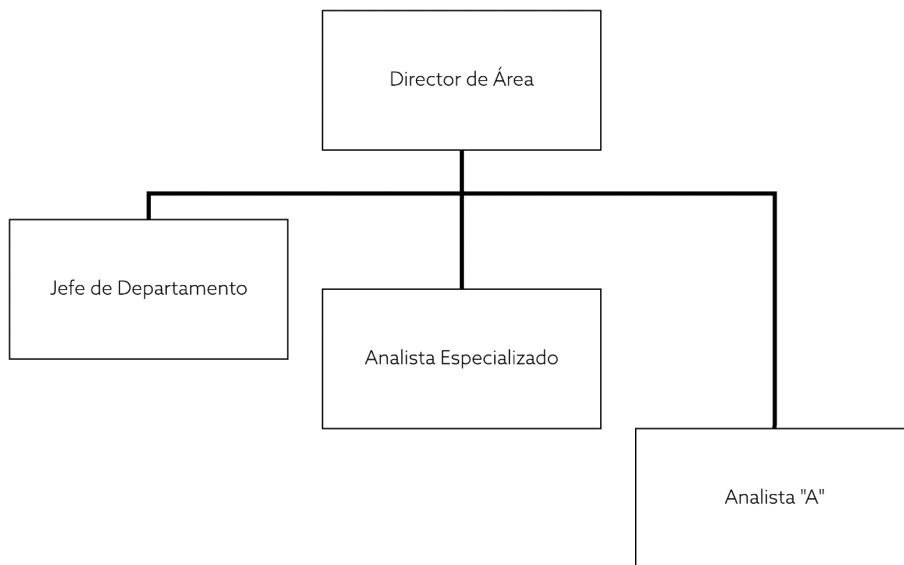 Director de Área
Jefe de Departamento
Analista Especializado
Analista "A"